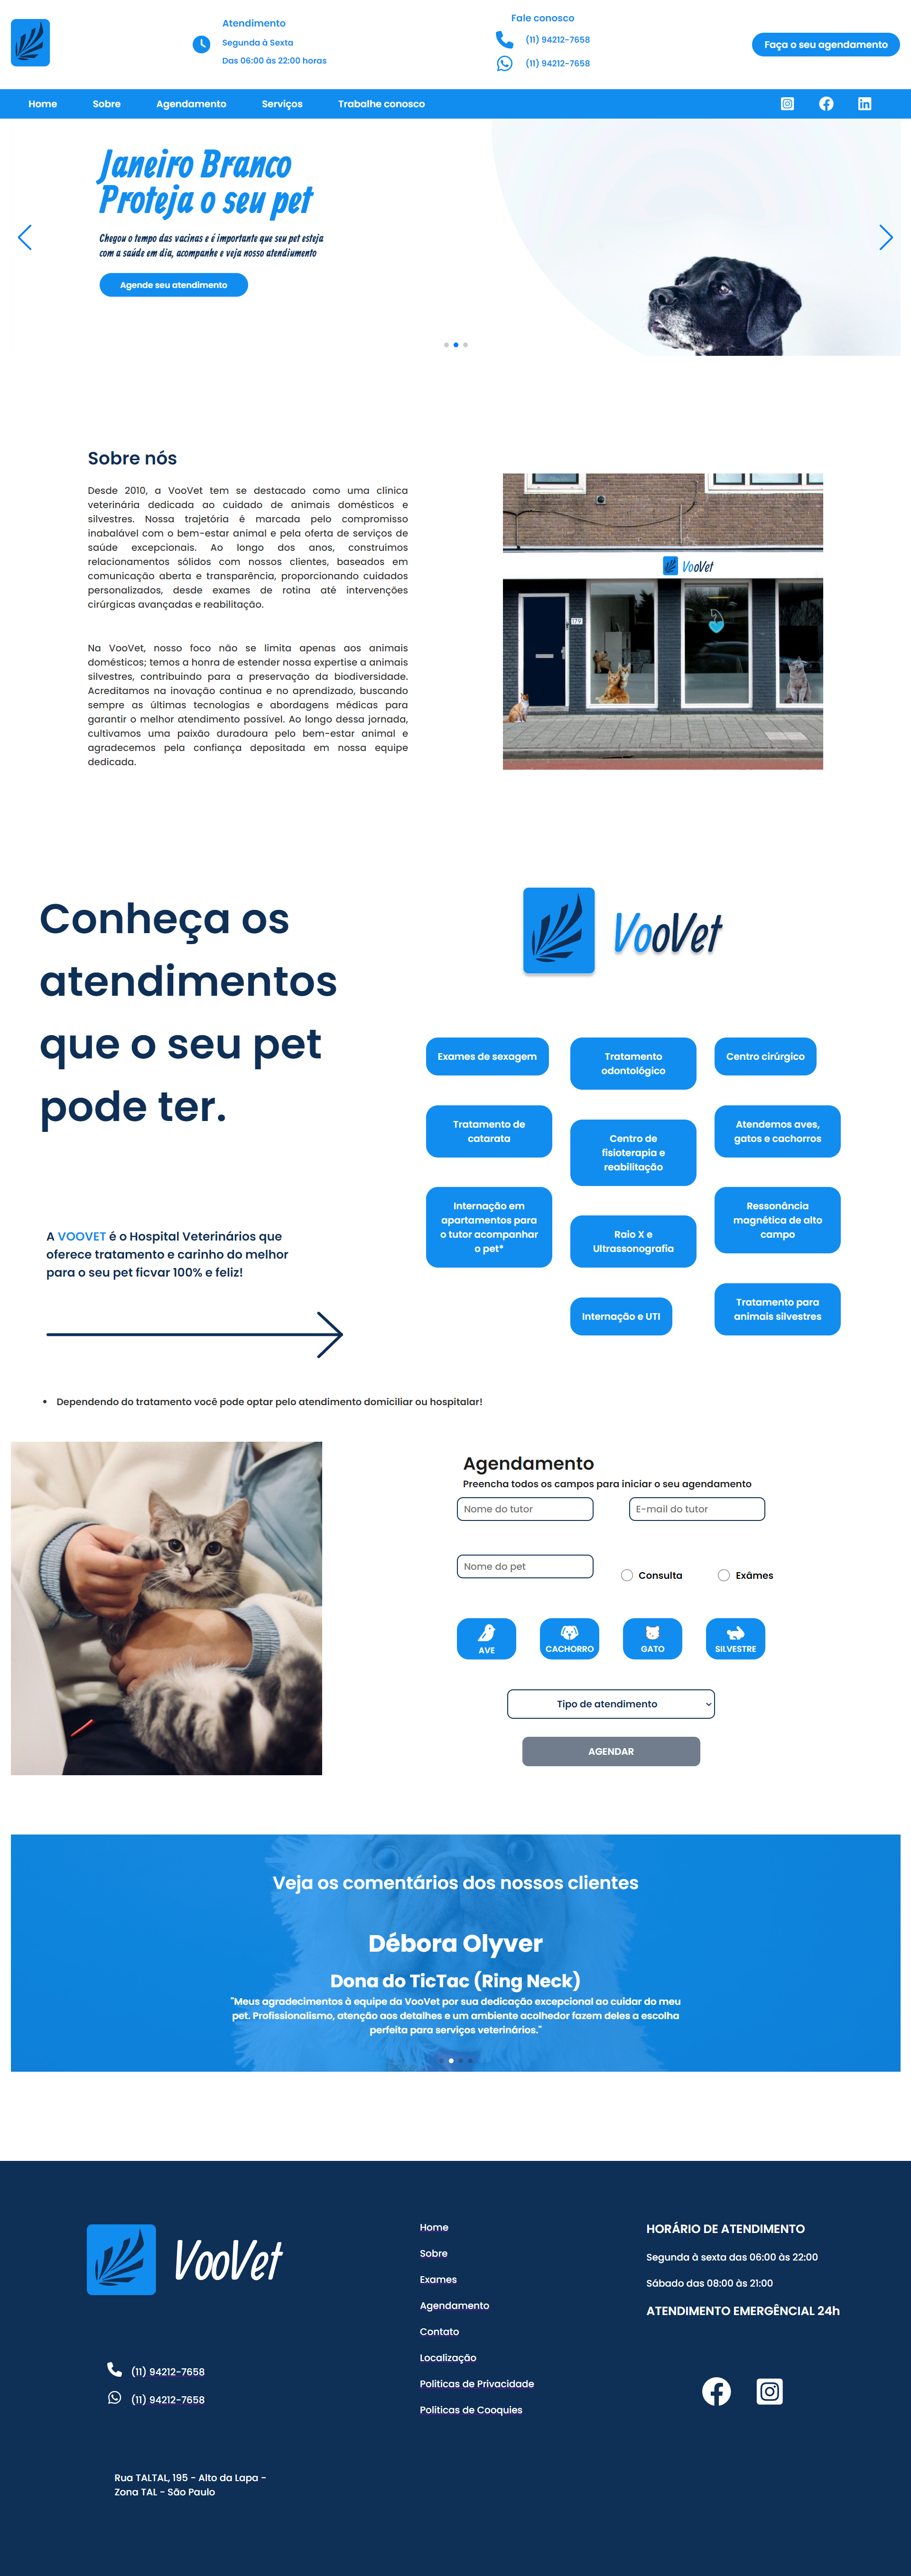 Atendimento
Segunda à Sexta
Das 06:00 às 22:00 horas
Fale conosco
(11) 94212-7658
(11) 94212-7658
Faça o seu agendamento
Home
Sobre
Agendamento
Serviços
Trabalhe conosco
Janeiro Branco
Proteja o seu pet
Chegou o tempo das vacinas e é importante que seu pet esteja
com a saúde em dia, acompanhe e veja nosso atendiumento
Agende seu atendimento
Sobre nós
Desde 2010, a VooVet tem se destacado como uma clínica
veterinária dedicada ao cuidado de animais domésticos e
silvestres. Nossa trajetória é marcada pelo compromisso
inabalável com o bem-estar animal e pela oferta de serviços de
saúde excepcionais. Ao longo dos anos, construímos
relacionamentos sólidos com nossos clientes, baseados em
comunicação aberta e transparência, proporcionando cuidados
personalizados, desde exames de rotina até intervenções
cirúrgicas avançadas e reabilitação.
Na VooVet, nosso foco não se limita apenas aos animais
domésticos; temos a honra de estender nossa expertise a animais
silvestres, contribuindo para a preservação da biodiversidade.
Acreditamos na inovação contínua e no aprendizado, buscando
sempre as últimas tecnologias e abordagens médicas para
garantir o melhor atendimento possível. Ao longo dessa jornada,
cultivamos uma paixão duradoura pelo bem-estar animal e
agradecemos pela confiança depositada em nossa equipe
dedicada.
VooVet
179
Conheça os
atendimentos
que o seu pet
pode ter.
A VOOVET é o Hospital Veterinários que
oferece tratamento e carinho do melhor
para o seu pet ficvar 100% e feliz!
VooVet
Exames de sexagem
Tratamento de
catarata
Internação em
apartamentos para
o tutor acompanhar
o pet*
Tratamento
odontológico
Centro de
fisioterapia e
reabilitação
Raio X e
Ultrassonografia
Internação e UTI
Centro cirúrgico
Atendemos aves,
gatos e cachorros
Ressonância
magnética de alto
campo
Tratamento para
animais silvestres
• Dependendo do tratamento você pode optar pelo atendimento domiciliar ou hospitalar!
Agendamento
Preencha todos os campos para iniciar o seu agendamento
Nome do tutor
E-mail do tutor
Nome do pet
Consulta
Exâmes
AVE
CACHORRO
GATO
SILVESTRE
Tipo de atendimento
AGENDAR
Veja os comentários dos nossos clientes
Débora Olyver
Dona do TicTac (Ring Neck)
"Meus agradecimentos à equipe da VooVet por sua dedicação excepcional ao cuidar do meu
pet. Profissionalismo, atenção aos detalhes e um ambiente acolhedor fazem deles a escolha
perfeita para serviços veterinários."
VooVet
(11) 94212-7658
(11) 94212-7658
Rua TALTAL, 195 - Alto da Lapa -
Zona TAL - São Paulo
Home
Sobre
Exames
Agendamento
Contato
Localização
Politicas de Privacidade
Politicas de Cooquies
HORÁRIO DE ATENDIMENTO
Segunda à sexta das 06:00 às 22:00
Sábado das 08:00 às 21:00
ATENDIMENTO EMERGÊNCIAL 24h